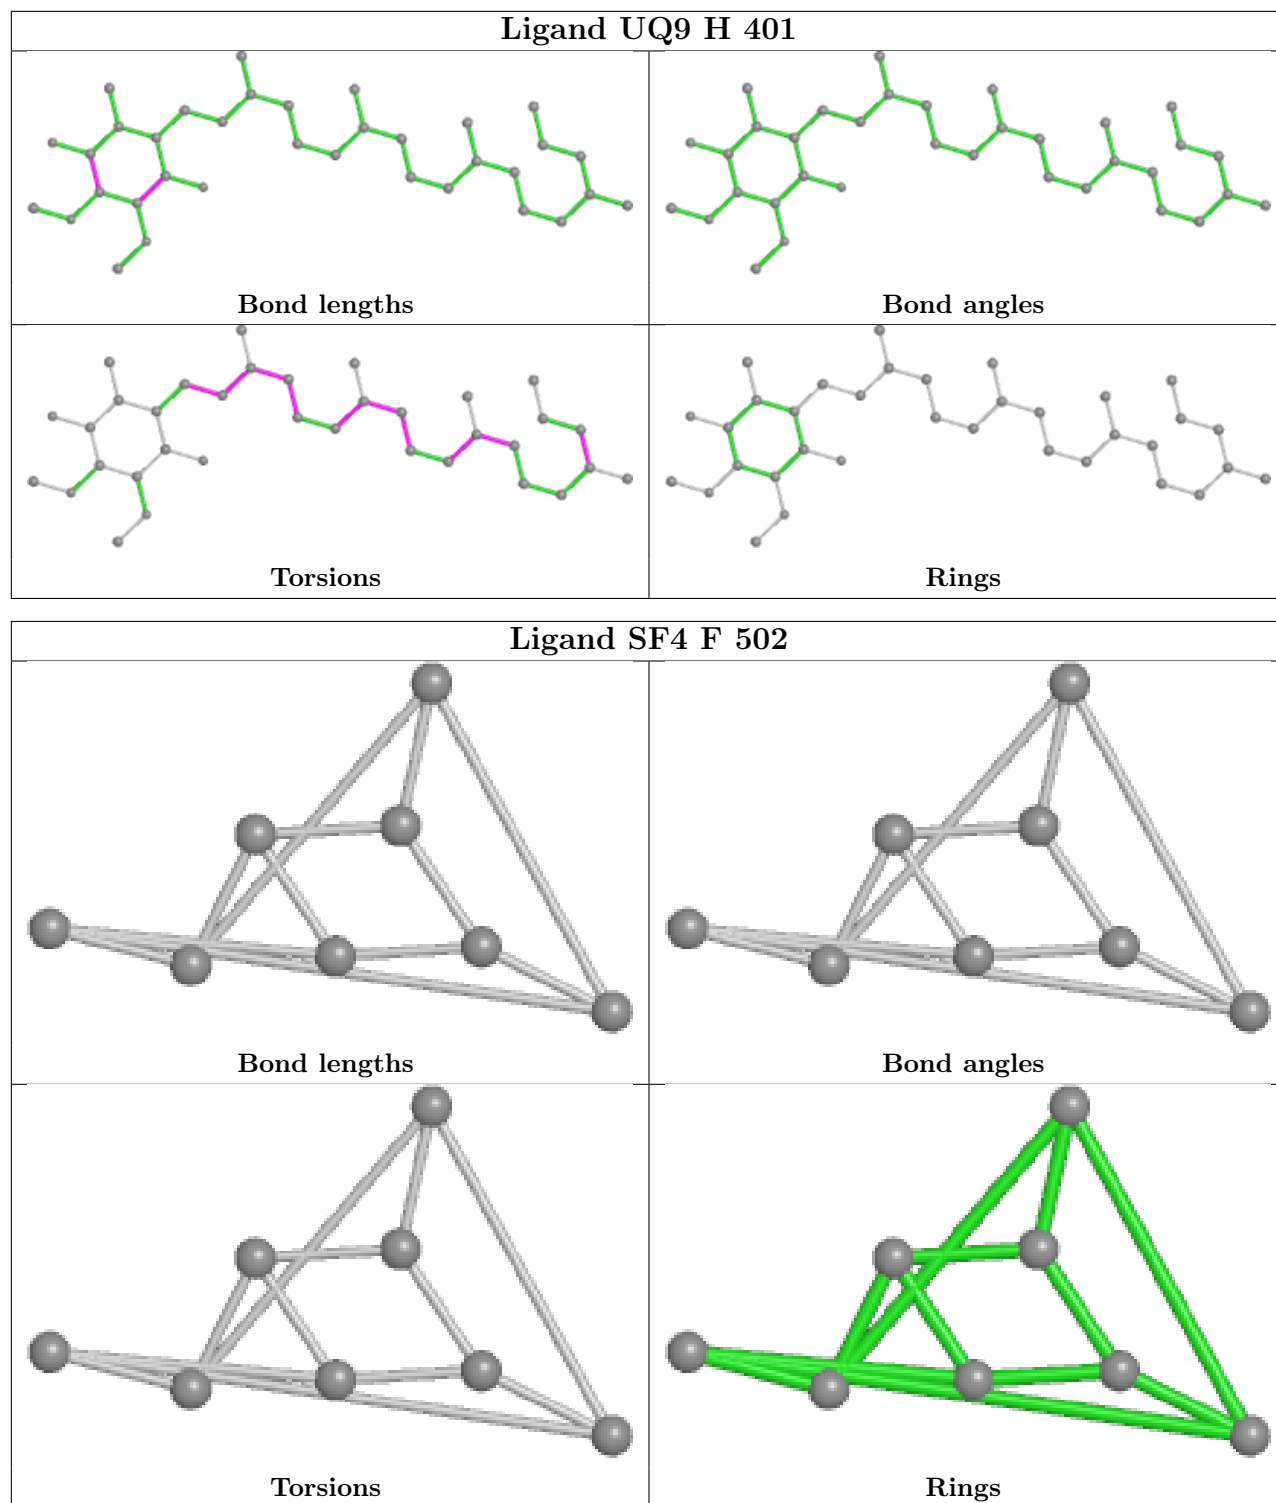 Ligand UQ9 H 401
Bond lengths
Bond angles
Torsions
Rings
Ligand SF4 F 502
Bond lengths
Bond angles
Torsions
Rings